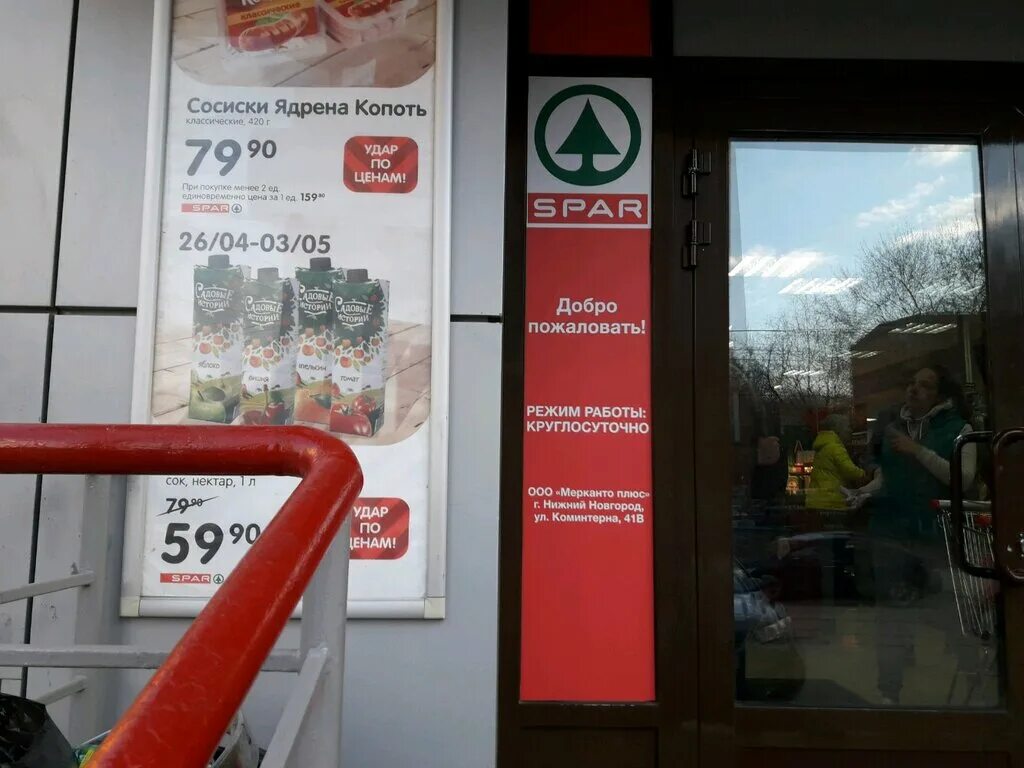 классические
Сосиски Ядрена Копоть
классические, 420 г
79 90
УДАР
ПО
ЦЕНАМ!
При покупке менее 2 ед.
единовременно цена за 1 ед. 159 80
SPAR
26/04-03/05
САДОВЫЕ
ИСТОРИИ
ЯБЛОКО
САДОВЫЕ
ИСТОРИИ
ВИШНЯ
САДОВЫЕ
ИСТОРИИ
АПЕЛЬСИН
САДОВЫЕ
ИСТОРИИ
ТОМАТ
сок, нектар, 1 л
79 90
59 90
УДАР
ПО
ЦЕНАМ!
SPAR
SPAR
Добро
пожаловать!
РЕЖИМ РАБОТЫ:
КРУГЛОСУТОЧНО
ООО «Мерканто плюс»
г. Нижний Новгород,
ул. Коминтерна, 41В